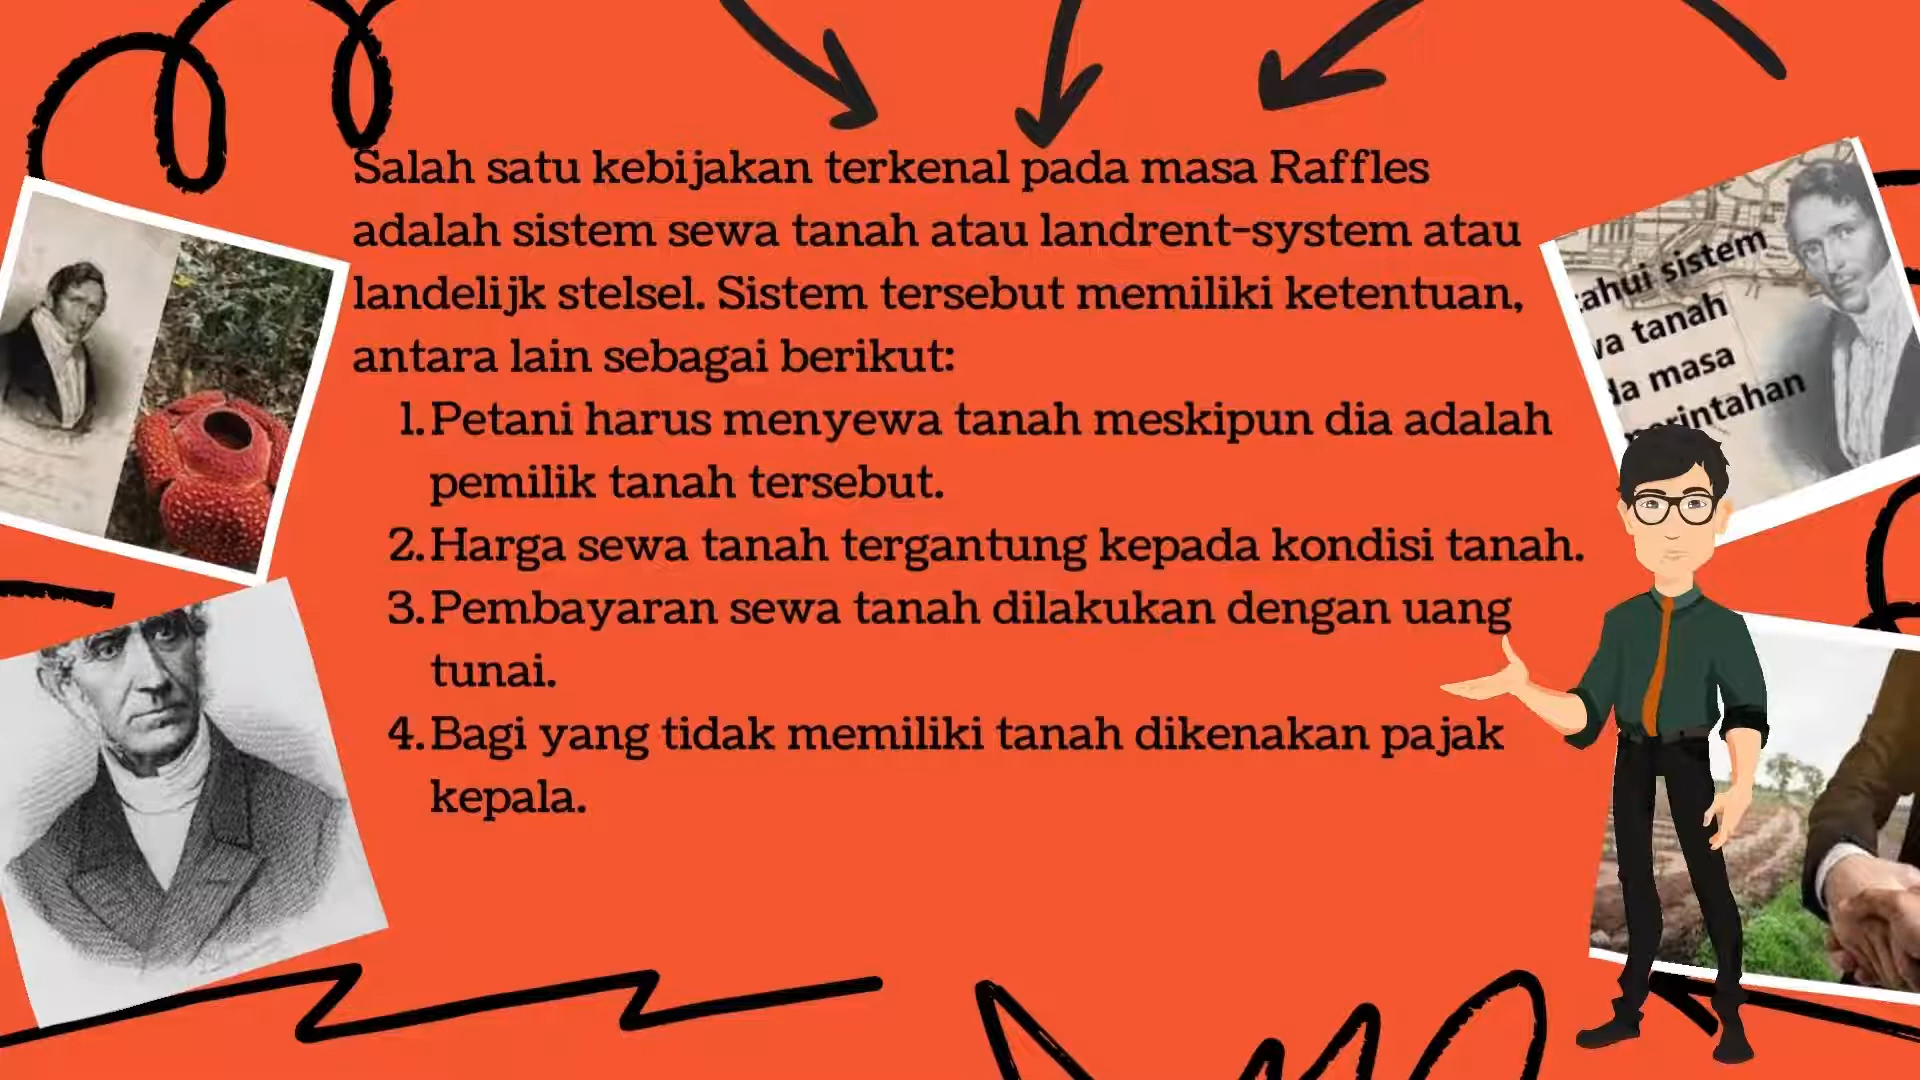 Salah satu kebijakan terkenal pada masa Raffles
adalah sistem sewa tanah atau landrent-system atau
landelijk stelsel. Sistem tersebut memiliki ketentuan,
antara lain sebagai berikut:
1. Petani harus menyewa tanah meskipun dia adalah
pemilik tanah tersebut.
2. Harga sewa tanah tergantung kepada kondisi tanah.
3. Pembayaran sewa tanah dilakukan dengan uang
tunai.
4. Bagi yang tidak memiliki tanah dikenakan pajak
kepala.
sistem
tanah
masa